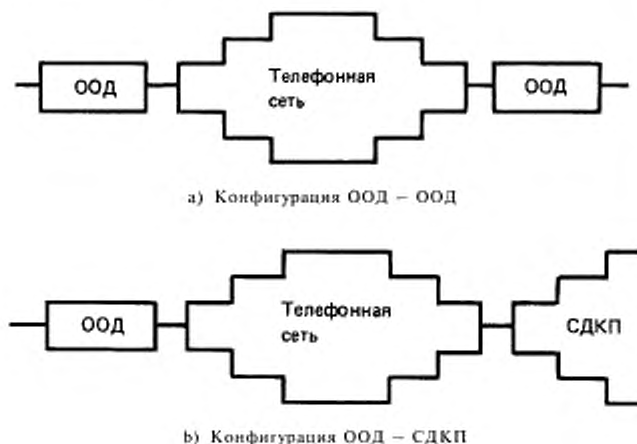 ООД
Телефонная
сеть
ООД
a) Конфигурация ООД – ООД
ООД
Телефонная
сеть
СДКП
b) Конфигурация ООД – СДКП